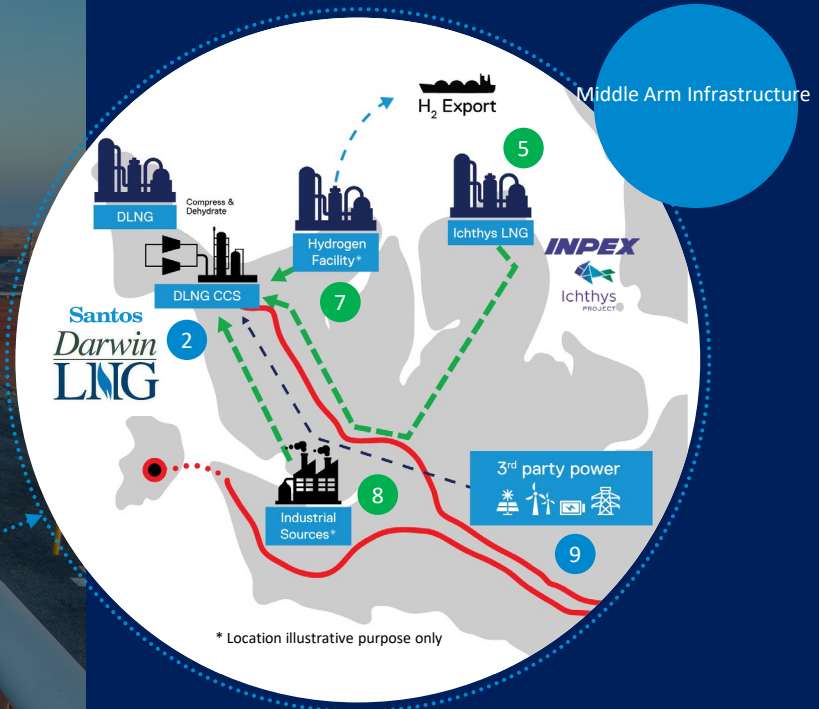 Middle Arm Infrastructure
H₂ Export
5
DLNG
Compress &
Dehydrate
Hydrogen
Facility*
Ichthys LNG
INPEX
Ichthys
PROJECT
DLNG CCS
7
Santos
Darwin
LNG
2
3rd party power
8
Industrial
Sources*
9
* Location illustrative purpose only